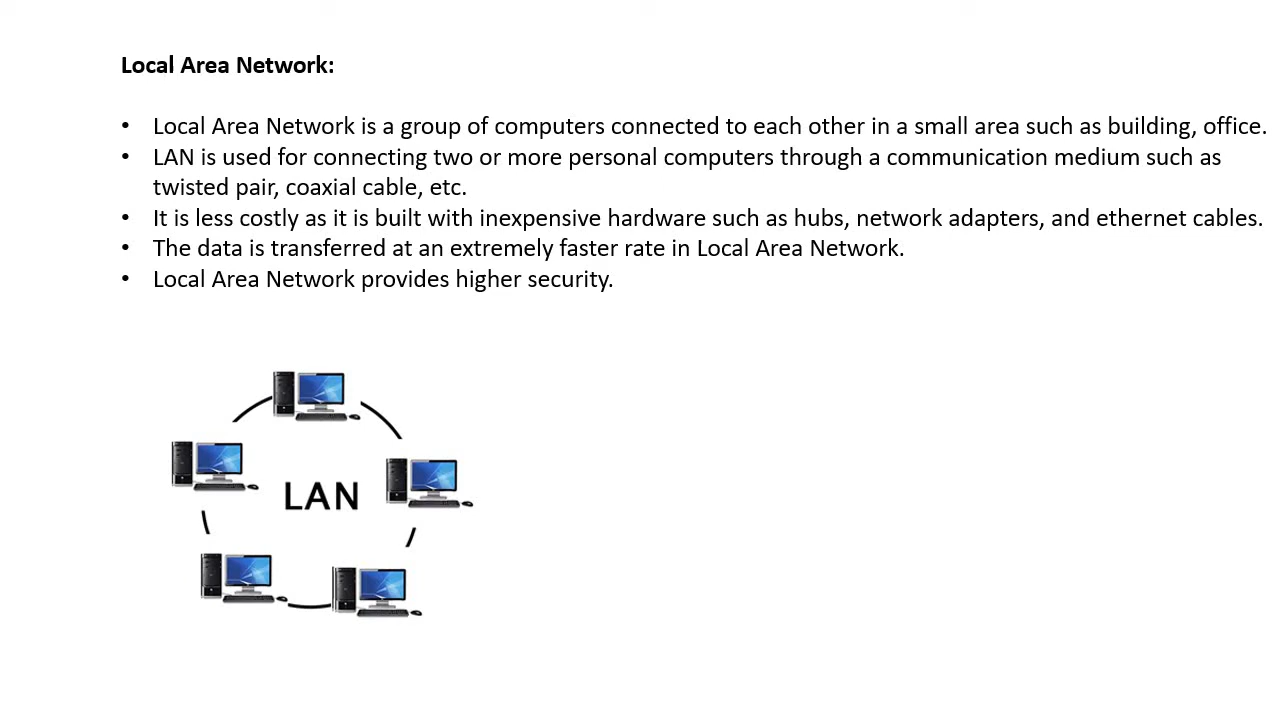 Local Area Network:
• Local Area Network is a group of computers connected to each other in a small area such as building, office.
• LAN is used for connecting two or more personal computers through a communication medium such as
twisted pair, coaxial cable, etc.
• It is less costly as it is built with inexpensive hardware such as hubs, network adapters, and ethernet cables.
• The data is transferred at an extremely faster rate in Local Area Network.
• Local Area Network provides higher security.
LAN